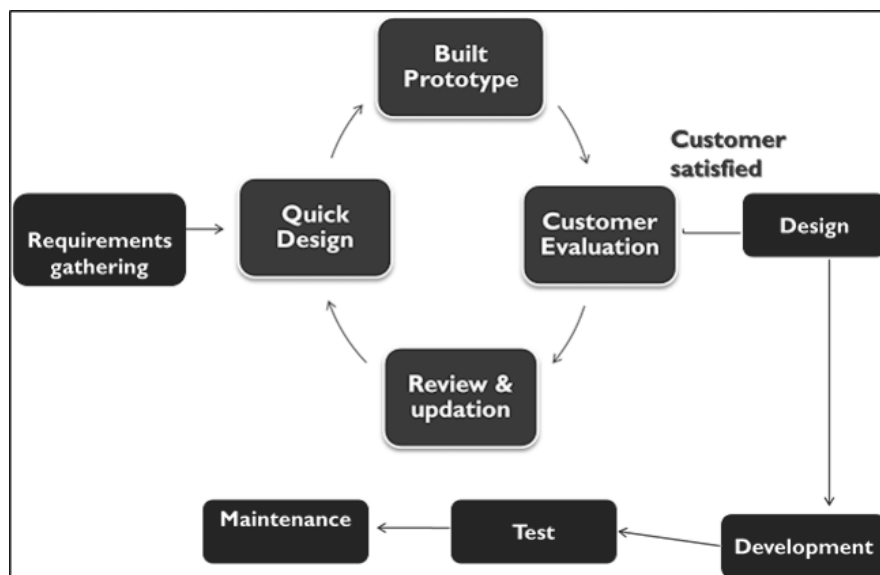 Built
Prototype
Customer
satisfied
Requirements
gathering
Quick
Design
Customer
Evaluation
Design
Review &
updation
Maintenance
Test
Development